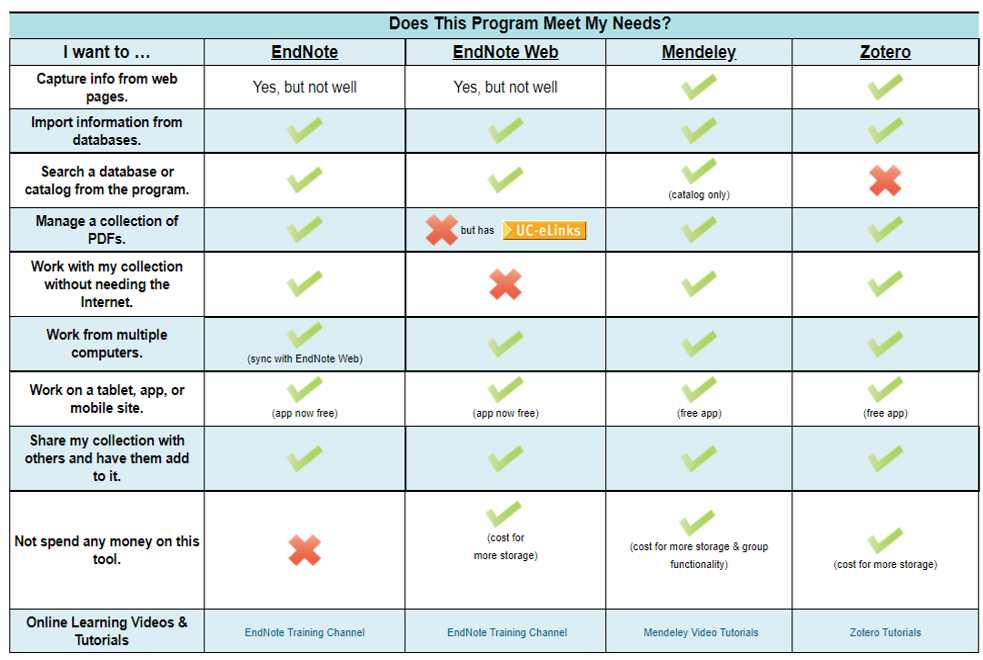 Does This Program Meet My Needs?
I want to …
EndNote
EndNote Web
Mendeley
Zotero
Capture info from web
pages.
Yes, but not well
Yes, but not well
Import information from
databases.
Search a database or
catalog from the program.
(catalog only)
Manage a collection of
PDFs.
but has
UC-eLinks
Work with my collection
without needing the
Internet.
Work from multiple
computers.
(sync with EndNote Web)
Work on a tablet, app, or
mobile site.
(app now free)
(app now free)
(free app)
(free app)
Share my collection with
others and have them add
to it.
Not spend any money on this
tool.
(cost for
more storage)
(cost for more storage & group
functionality)
(cost for more storage)
Online Learning Videos &
Tutorials
EndNote Training Channel
EndNote Training Channel
Mendeley Video Tutorials
Zotero Tutorials